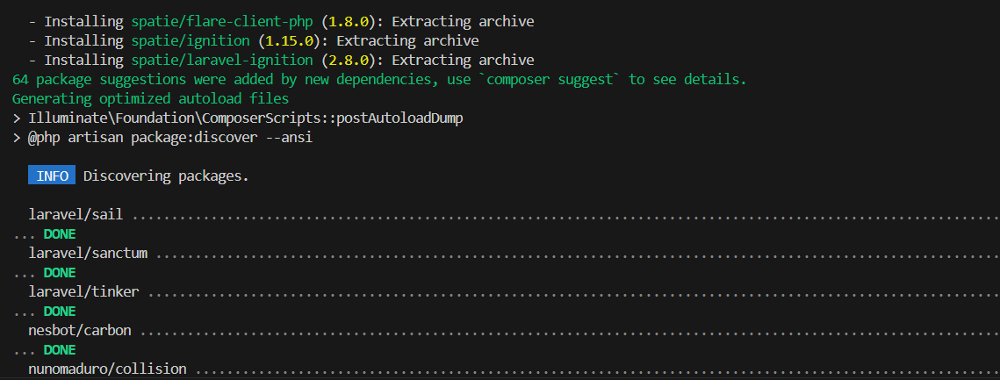 - Installing spatie/flare-client-php (1.8.0): Extracting archive
- Installing spatie/ignition (1.15.0): Extracting archive
- Installing spatie/laravel-ignition (2.8.0): Extracting archive
64 package suggestions were added by new dependencies, use `composer suggest` to see details.
Generating optimized autoload files
> Illuminate\Foundation\ComposerScripts::postAutoloadDump
> @php artisan package:discover --ansi
INFO Discovering packages.
laravel/sail ..............................................................................................................
... DONE
laravel/sanctum ...........................................................................................................
... DONE
laravel/tinker ............................................................................................................
... DONE
nesbot/carbon .............................................................................................................
... DONE
nunomaduro/collision ......................................................................................................